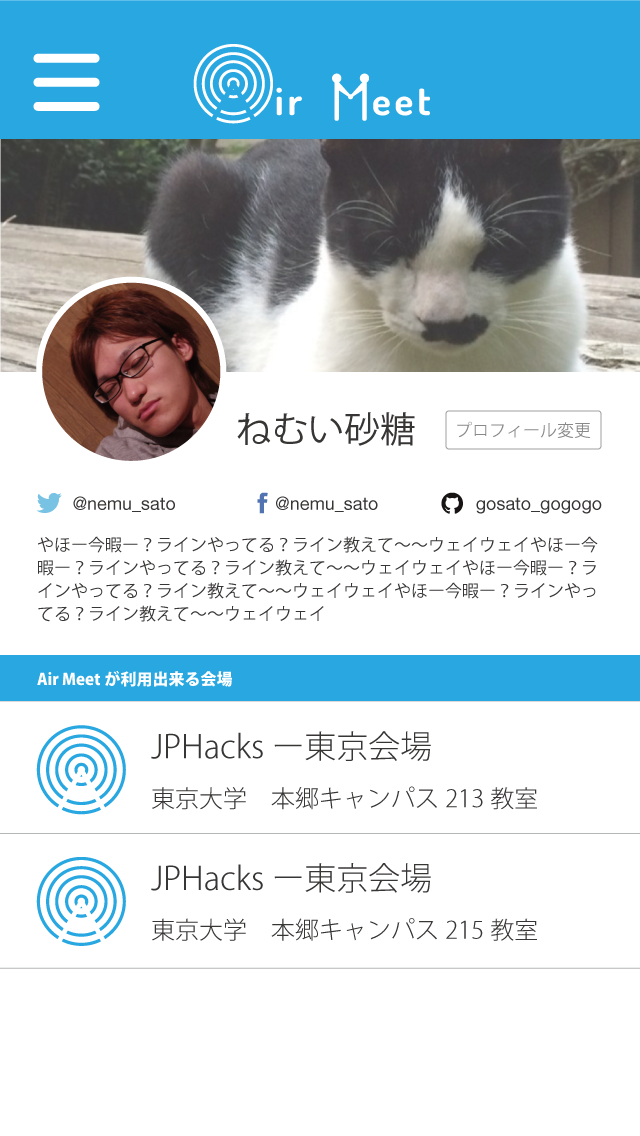 Air Meet
ねむい砂糖
プロフィール変更
@nemu_sato
@nemu_sato
gosato_gogogo
やほー今暇ー？ラインやってる？ライン教えて〜〜ウェイウェイやほー今
暇ー？ラインやってる？ライン教えて〜〜ウェイウェイやほー今暇ー？ラ
インやってる？ライン教えて〜〜ウェイウェイやほー今暇ー？ラインやっ
てる？ライン教えて〜〜ウェイウェイ
Air Meet が利用出来る会場
JPHacks ー東京会場
東京大学　本郷キャンパス 213 教室
JPHacks ー東京会場
東京大学　本郷キャンパス 215 教室